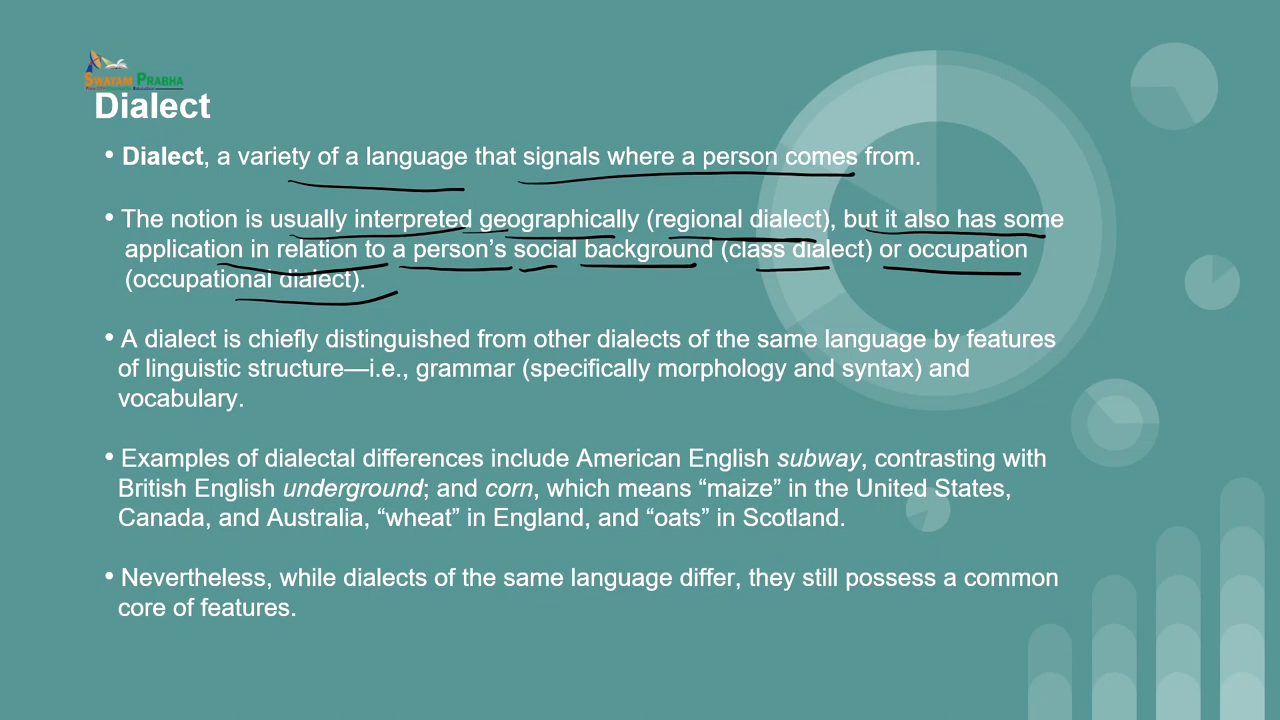 SWAYAM PRABHA
Dialect
• Dialect, a variety of a language that signals where a person comes from.
• The notion is usually interpreted geographically (regional dialect), but it also has some
application in relation to a person’s social background (class dialect) or occupation
(occupational dialect).
• A dialect is chiefly distinguished from other dialects of the same language by features
of linguistic structure—i.e., grammar (specifically morphology and syntax) and
vocabulary.
• Examples of dialectal differences include American English subway, contrasting with
British English underground; and corn, which means “maize” in the United States,
Canada, and Australia, “wheat” in England, and “oats” in Scotland.
• Nevertheless, while dialects of the same language differ, they still possess a common
core of features.